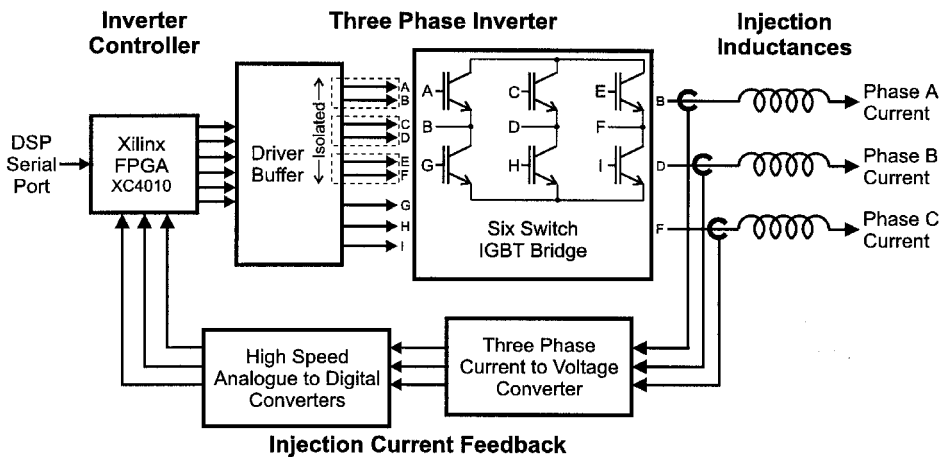 Inverter
Controller
Three Phase Inverter
Injection
Inductances
DSP
Serial
Port
Xilinx
FPGA
XC4010
Driver
Buffer
Isolated
A
B
C
D
E
F
G
H
I
A
B
G
C
D
H
E
F
I
Six Switch
IGBT Bridge
B
D
F
Phase A
Current
Phase B
Current
Phase C
Current
High Speed
Analogue to Digital
Converters
Three Phase
Current to Voltage
Converter
Injection Current Feedback